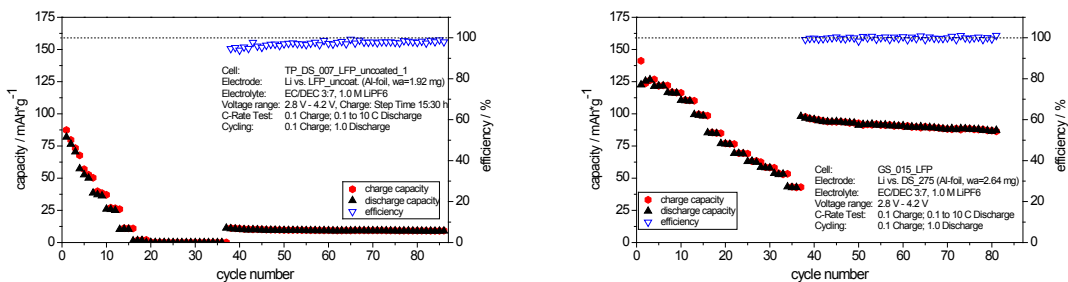 175
150
125
100
75
50
25
0
capacity / mAh*g-1
100
80
60
40
20
0
efficiency / %
Cell: TP_DS_007_LFP_uncoated_1
Electrode: Li vs. LFP_uncoat. (Al-foil, wa=1.92 mg)
Electrolyte: EC/DEC 3:7, 1.0 M LiPF6
Voltage range: 2.8 V - 4.2 V, Charge: Step Time 15:30 h
C-Rate Test: 0.1 Charge; 0.1 to 10 C Discharge
Cycling: 0.1 Charge; 1.0 Discharge
charge capacity
discharge capacity
efficiency
0 10 20 30 40 50 60 70 80
cycle number
175
150
125
100
75
50
25
0
capacity / mAh*g-1
100
80
60
40
20
0
efficiency / %
charge capacity
discharge capacity
efficiency
Cell: GS_015_LFP
Electrode: Li vs. DS_275 (Al-foil, wa=2.64 mg)
Electrolyte: EC/DEC 3:7, 1.0 M LiPF6
Voltage range: 2.8 V - 4.2 V
C-Rate Test: 0.1 Charge; 0.1 to 10 C Discharge
Cycling: 0.1 Charge; 1.0 Discharge
0 10 20 30 40 50 60 70 80
cycle number